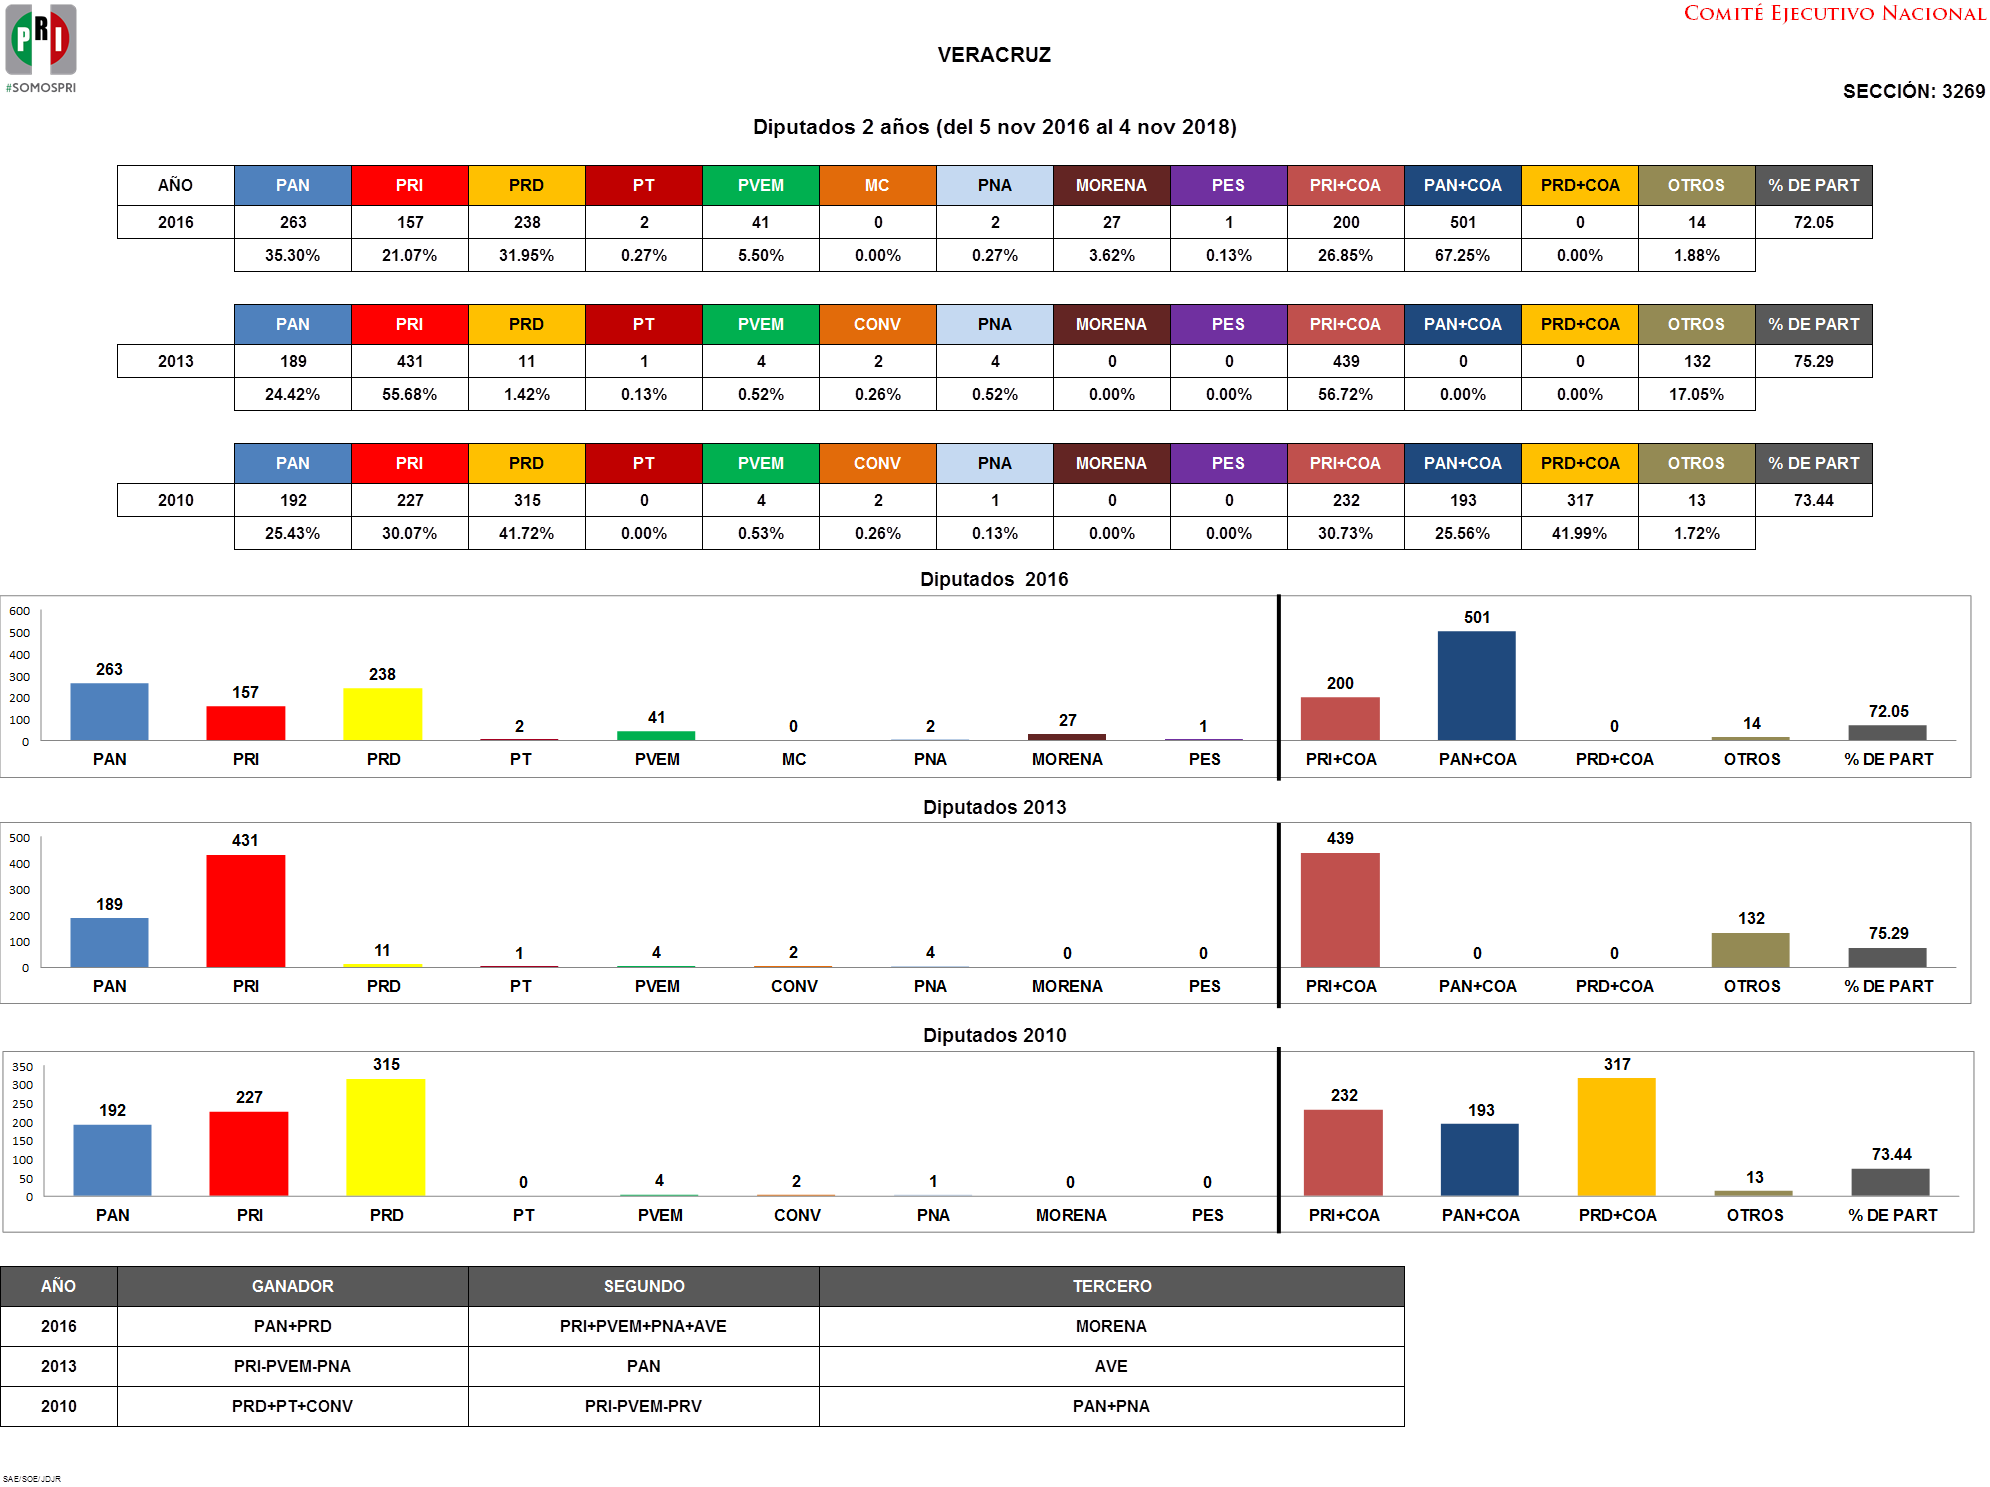 PRI
#SOMOSPRI
COMITÉ EJECUTIVO NACIONAL
VERACRUZ
SECCIÓN: 3269
Diputados 2 años (del 5 nov 2016 al 4 nov 2018)
AÑO PAN PRI PRD PT PVEM MC PNA MORENA PES PRI+COA PAN+COA PRD+COA OTROS % DE PART
2016 263 157 238 2 41 0 2 27 1 200 501 0 14 72.05
35.30% 21.07% 31.95% 0.27% 5.50% 0.00% 0.27% 3.62% 0.13% 26.85% 67.25% 0.00% 1.88%
PAN PRI PRD PT PVEM CONV PNA MORENA PES PRI+COA PAN+COA PRD+COA OTROS % DE PART
2013 189 431 11 1 4 2 4 0 0 439 0 0 132 75.29
24.42% 55.68% 1.42% 0.13% 0.52% 0.26% 0.52% 0.00% 0.00% 56.72% 0.00% 0.00% 17.05%
PAN PRI PRD PT PVEM CONV PNA MORENA PES PRI+COA PAN+COA PRD+COA OTROS % DE PART
2010 192 227 315 0 4 2 1 0 0 232 193 317 13 73.44
25.43% 30.07% 41.72% 0.00% 0.53% 0.26% 0.13% 0.00% 0.00% 30.73% 25.56% 41.99% 1.72%
Diputados 2016
600
500
400
300
200
100
0
263 157 238 2 41 0 2 27 1 200 501 0 14 72.05
PAN PRI PRD PT PVEM MC PNA MORENA PES PRI+COA PAN+COA PRD+COA OTROS % DE PART
Diputados 2013
500
400
300
200
100
0
189 431 11 1 4 2 4 0 0 439 0 0 132 75.29
PAN PRI PRD PT PVEM CONV PNA MORENA PES PRI+COA PAN+COA PRD+COA OTROS % DE PART
Diputados 2010
350
300
250
200
150
100
50
0
192 227 315 0 4 2 1 0 0 232 193 317 13 73.44
PAN PRI PRD PT PVEM CONV PNA MORENA PES PRI+COA PAN+COA PRD+COA OTROS % DE PART
AÑO GANADOR SEGUNDO TERCERO
2016 PAN+PRD PRI+PVEM+PNA+AVE MORENA
2013 PRI-PVEM-PNA PAN AVE
2010 PRD+PT+CONV PRI-PVEM-PRV PAN+PNA
SAE/SOE/JDJR